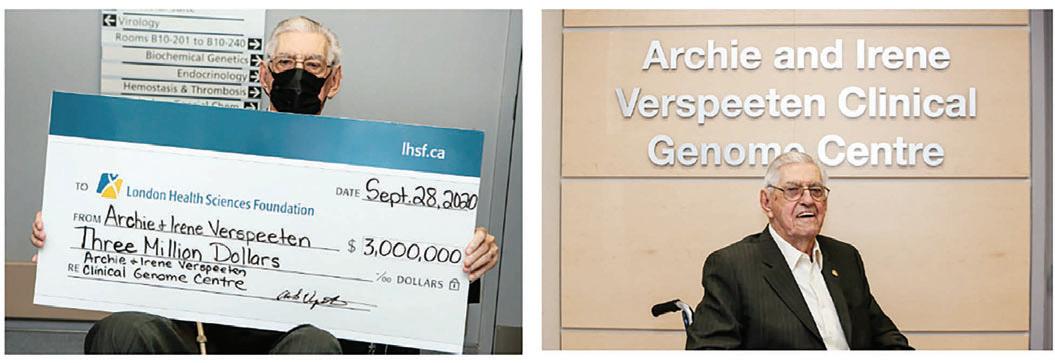 Virology
Rooms B10-201 to B10-240
Biochemical Genetics
Endocrinology
Hemostasis & Thrombosis
lhsf.ca
TO London Health Sciences Foundation
DATE Sept. 28, 2020
FROM Archie & Irene Verspeeten $ 3,000,000
Three Million Dollars
Archie & Irene Verspeeten
RE Clinical Genome Centre
/00 DOLLARS
Archie and Irene
Verspeeten Clinical
Genome Centre